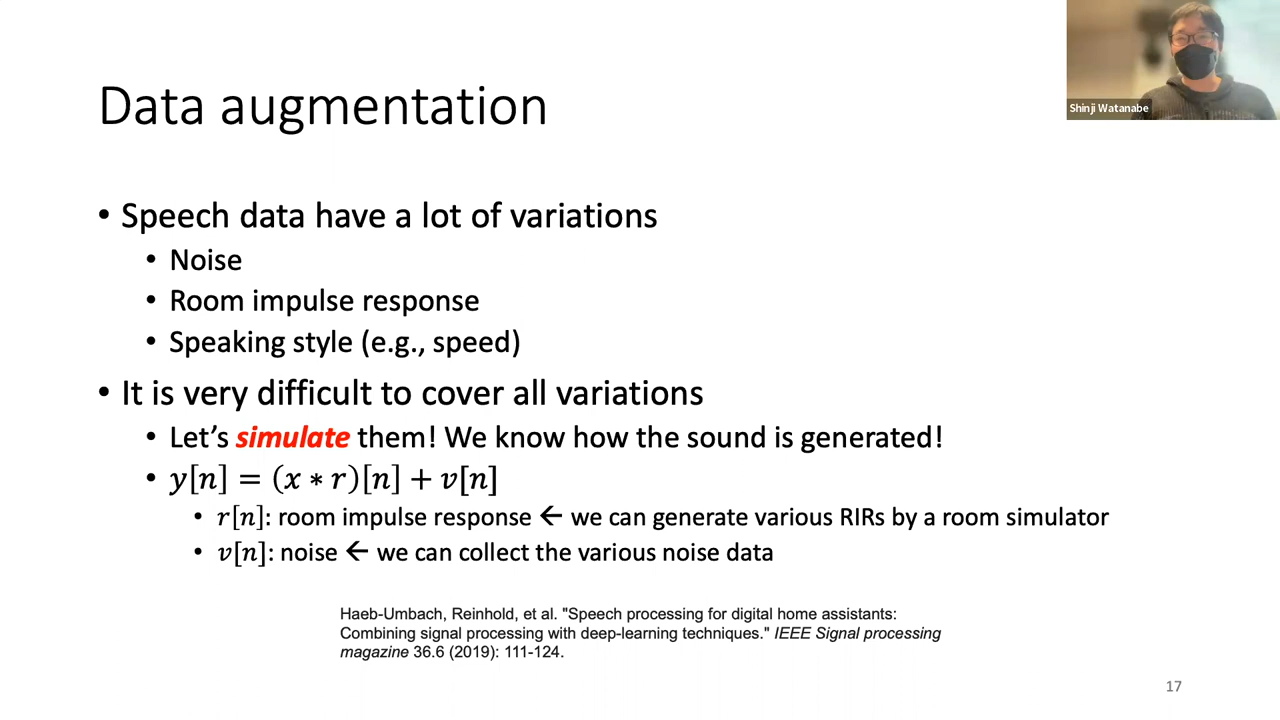 Shinji Watanabe
Data augmentation
• Speech data have a lot of variations
• Noise
• Room impulse response
• Speaking style (e.g., speed)
• It is very difficult to cover all variations
• Let's simulate them! We know how the sound is generated!
• 𝑦[𝑛] = (𝑥 ∗ 𝑟)[𝑛] + 𝑣[𝑛]
• 𝑟[𝑛]: room impulse response ← we can generate various RIRs by a room simulator
• 𝑣[𝑛]: noise ← we can collect the various noise data
Haeb-Umbach, Reinhold, et al. "Speech processing for digital home assistants:
Combining signal processing with deep-learning techniques." IEEE Signal processing
magazine 36.6 (2019): 111-124.
17